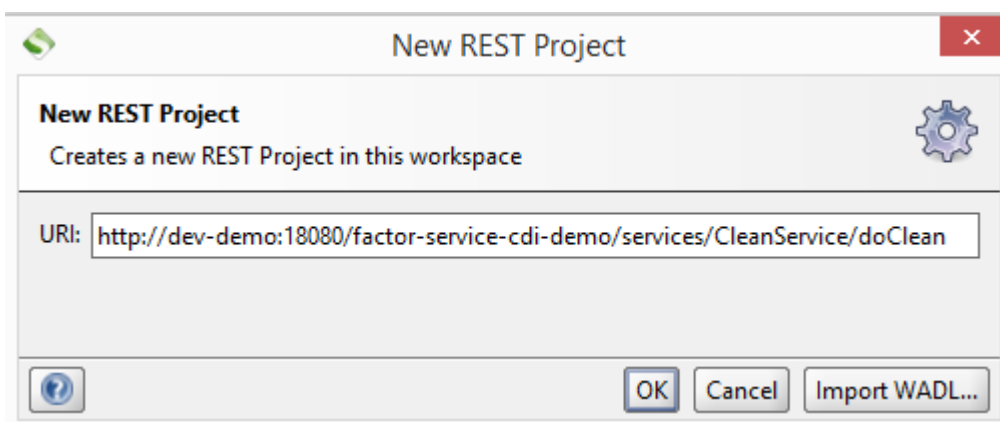 New REST Project
New REST Project
Creates a new REST Project in this workspace
URI: http://dev-demo:18080/factor-service-cdi-demo/services/CleanService/doClean
OK Cancel Import WADL...